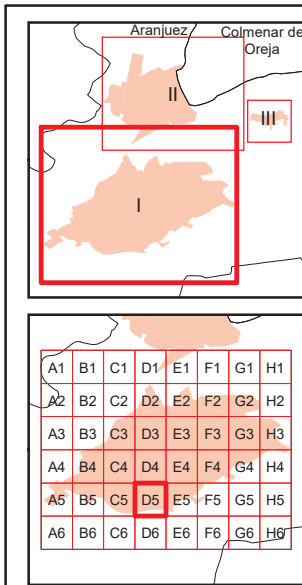 Aranjuez
Colmenar de
Oreja
II
III
I
A1 B1 C1 D1 E1 F1 G1 H1
A2 B2 C2 D2 E2 F2 G2 H2
A3 B3 C3 D3 E3 F3 G3 H3
A4 B4 C4 D4 E4 F4 G4 H4
A5 B5 C5 D5 E5 F5 G5 H5
A6 B6 C6 D6 E6 F6 G6 H6